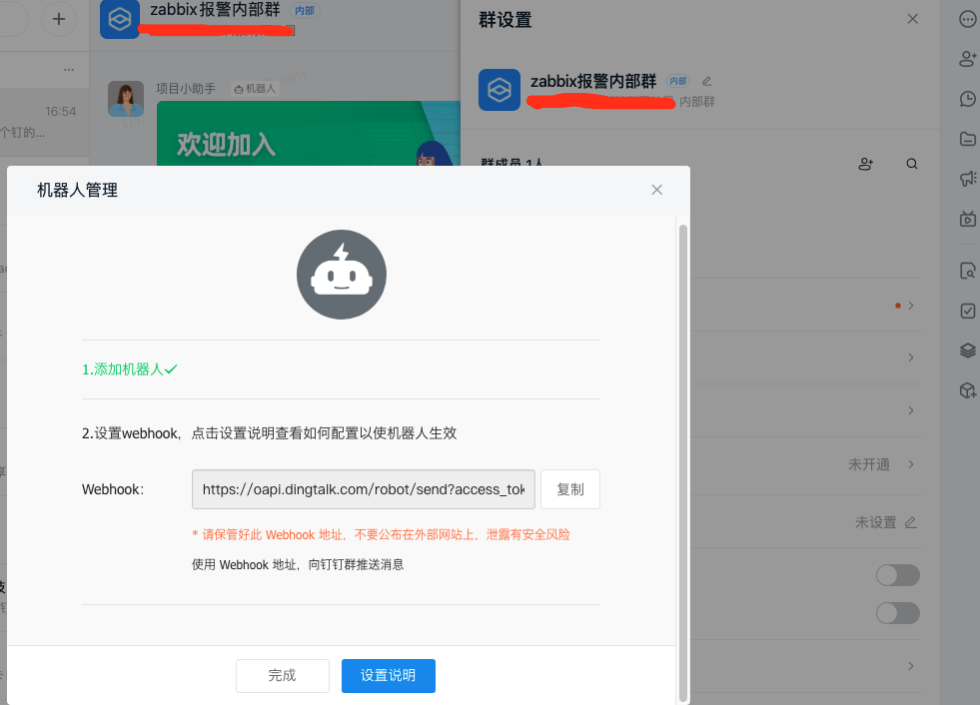 zabbix报警内部群 内部
群设置
16:54
个钉的...
项目小助手 机器人
欢迎加入
zabbix报警内部群 内部
内部群
群成员 1人
机器人管理
1.添加机器人
2.设置webhook，点击设置说明查看如何配置以使机器人生效
Webhook:
https://oapi.dingtalk.com/robot/send?access_tok
复制
* 请保管好此 Webhook 地址，不要公布在外部网站上，泄露有安全风险
使用 Webhook 地址，向钉钉群推送消息
未开通
未设置
完成
设置说明